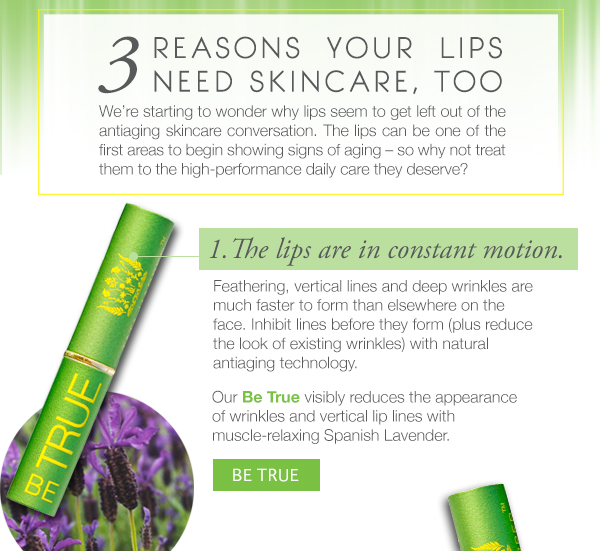 3 REASONS YOUR LIPS
NEED SKINCARE, TOO
We're starting to wonder why lips seem to get left out of the
antiaging skincare conversation. The lips can be one of the
first areas to begin showing signs of aging – so why not treat
them to the high-performance daily care they deserve?
1. The lips are in constant motion.
Feathering, vertical lines and deep wrinkles are
much faster to form than elsewhere on the
face. Inhibit lines before they form (plus reduce
the look of existing wrinkles) with natural
antiaging technology.
Our Be True visibly reduces the appearance
of wrinkles and vertical lip lines with
muscle-relaxing Spanish Lavender.
BE TRUE
BE TRUE